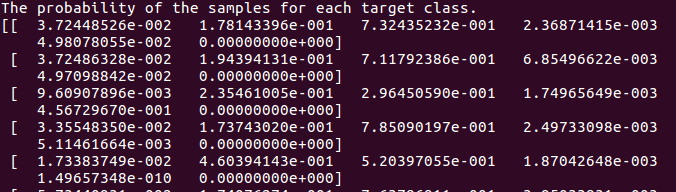 The probability of the samples for each target class.
[[  3.72448526e-002   1.78143396e-001   7.32435232e-001   2.36871415e-003
    4.98078055e-002   0.00000000e+000]
 [  3.72486328e-002   1.94394131e-001   7.11792386e-001   6.85496622e-003
    4.97098842e-002   0.00000000e+000]
 [  9.60907896e-003   2.35461005e-001   2.96450590e-001   1.74965649e-003
    4.56729670e-001   0.00000000e+000]
 [  3.35548350e-002   1.73743020e-001   7.85090197e-001   2.49733098e-003
    5.11461664e-003   0.00000000e+000]
 [  1.73383749e-002   4.60394143e-001   5.20397055e-001   1.87042648e-003
    1.49657348e-010   0.00000000e+000]